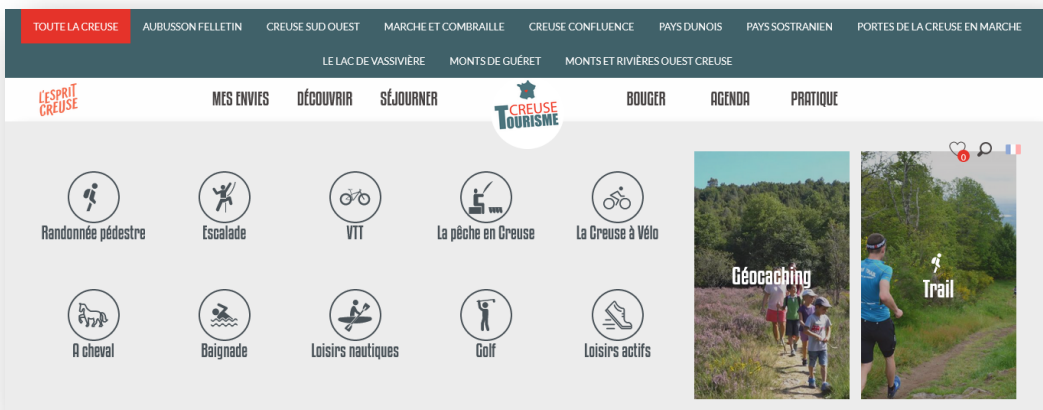 TOUTE LA CREUSE AUBUSSON FELLETIN CREUSE SUD OUEST MARCHE ET COMBRAILLE CREUSE CONFLUENCE PAYS DUNOIS PAYS SOSTRANIEN PORTES DE LA CREUSE EN MARCHE
LE LAC DE VASSIVIÈRE MONTS DE GUÉRET MONTS ET RIVIÈRES OUEST CREUSE
L'ESPRIT
CREUSE
MES ENVIES DÉCOUVRIR SÉJOURNER
CREUSE
TOURISME
BOUGER AGENDA PRATIQUE
0
Randonnée pédestre Escalade VTT La pêche en Creuse La Creuse à Vélo
Géocaching Trail
A cheval Baignade Loisirs nautiques Golf Loisirs actifs